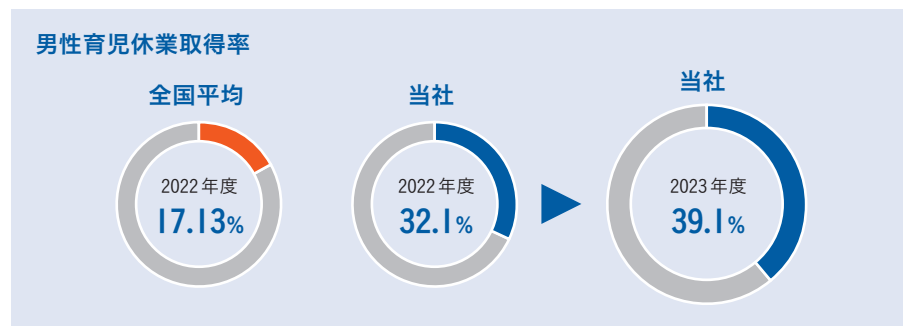 男性育児休業取得率
全国平均
2022年度
17.13%
当社
2022年度
32.1%
当社
2023年度
39.1%